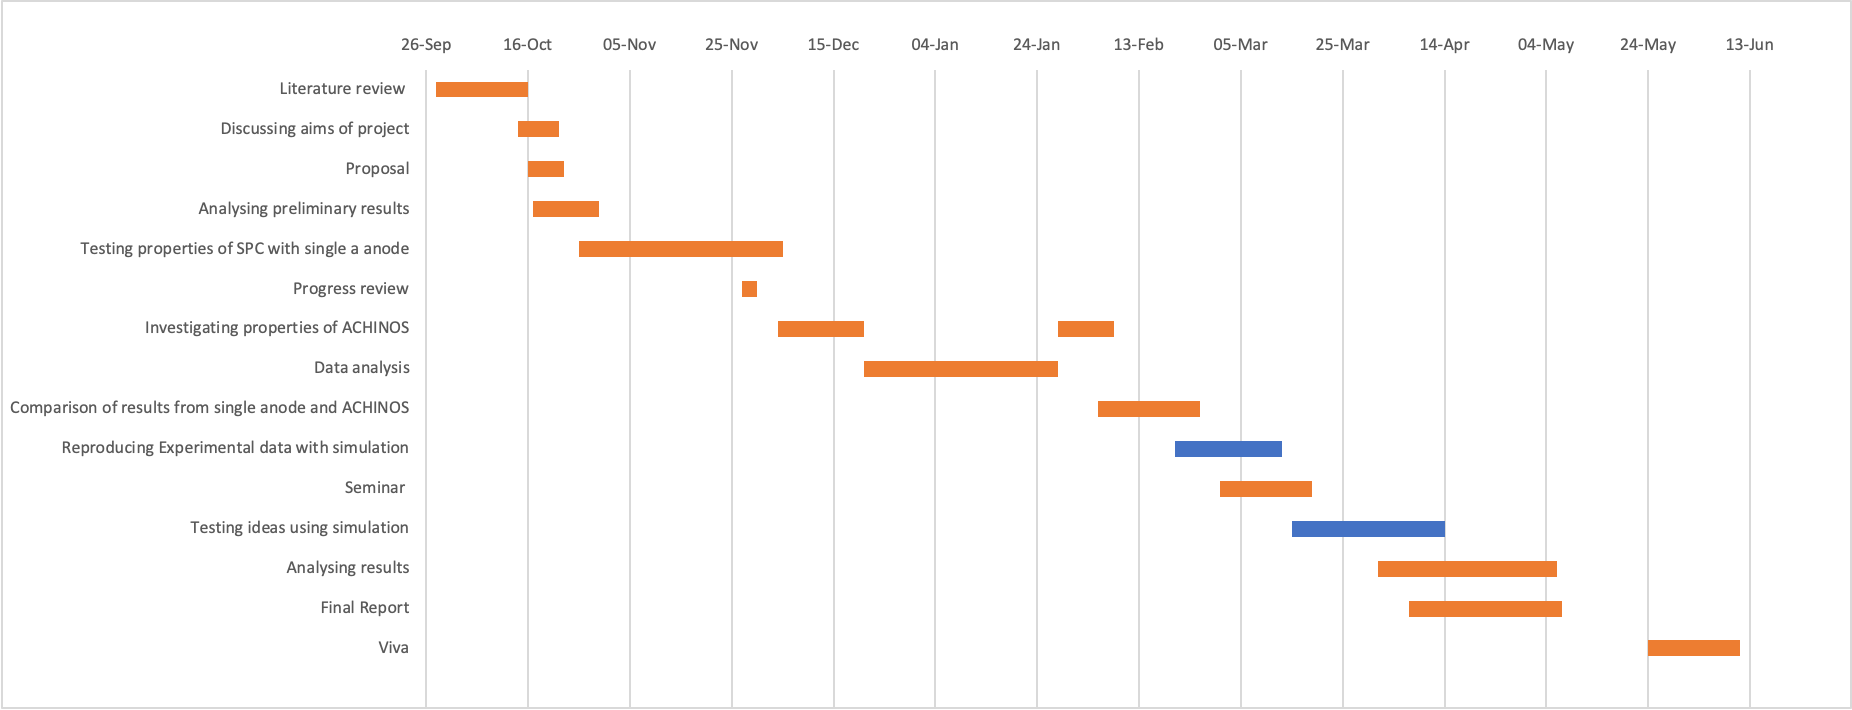 26-Sep 16-Oct 05-Nov 25-Nov 15-Dec 04-Jan 24-Jan 13-Feb 05-Mar 25-Mar 14-Apr 04-May 24-May 13-Jun
Literature review
Discussing aims of project
Proposal
Analysing preliminary results
Testing properties of SPC with single a anode
Progress review
Investigating properties of ACHINOS
Data analysis
Comparison of results from single anode and ACHINOS
Reproducing Experimental data with simulation
Seminar
Testing ideas using simulation
Analysing results
Final Report
Viva